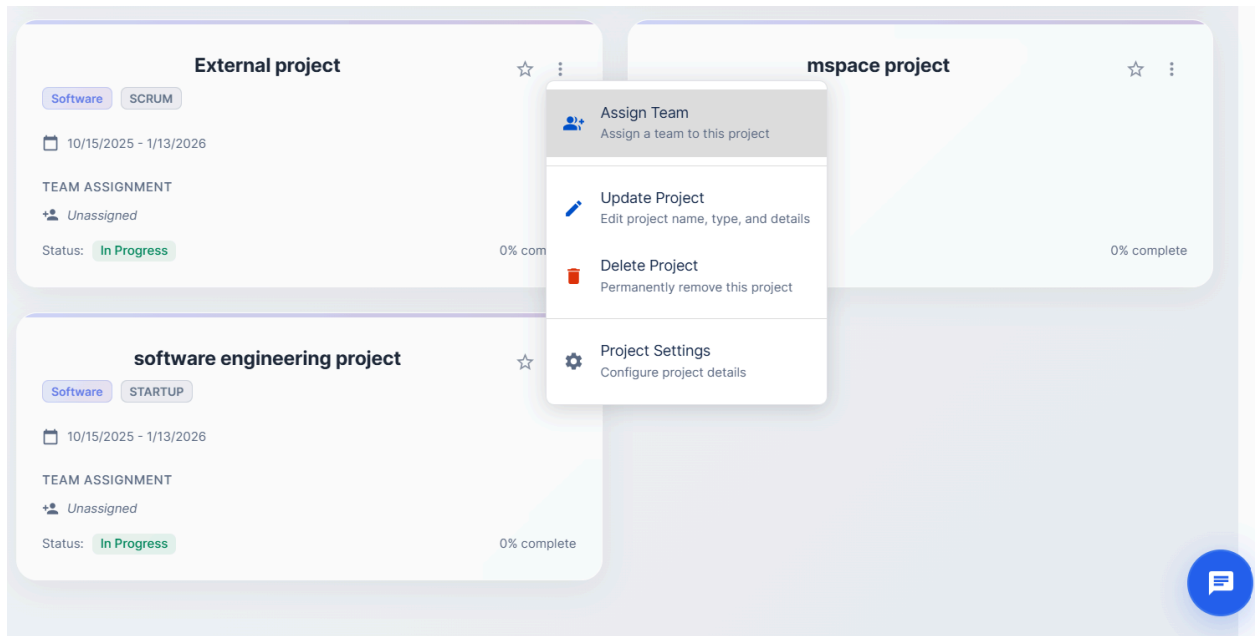 External project
Software SCRUM
10/15/2025 - 1/13/2026
TEAM ASSIGNMENT
Unassigned
Status: In Progress
0% com
Assign Team
Assign a team to this project
Update Project
Edit project name, type, and details
Delete Project
Permanently remove this project
Project Settings
Configure project details
mspace project
0% complete
software engineering project
Software STARTUP
10/15/2025 - 1/13/2026
TEAM ASSIGNMENT
Unassigned
Status: In Progress
0% complete